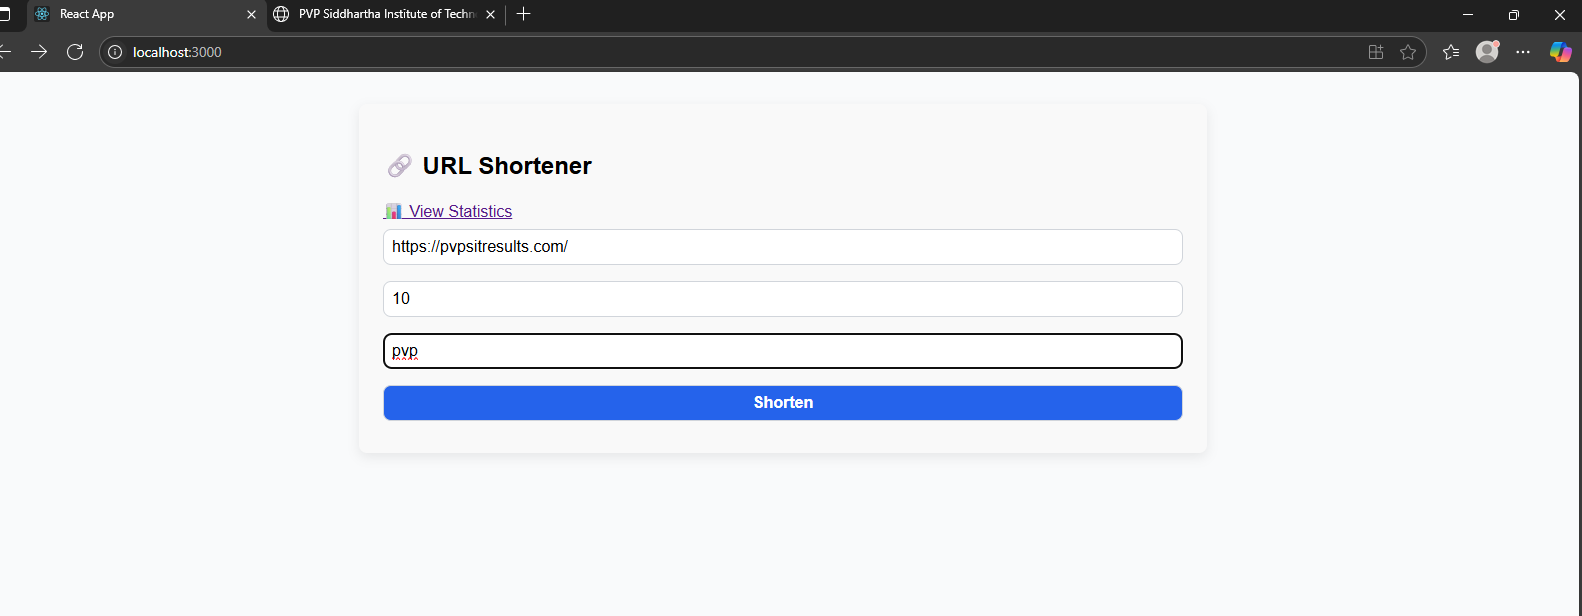 React App
PVP Siddhartha Institute of Techn
localhost:3000
URL Shortener
View Statistics
https://pvpsitresults.com/
10
pvp
Shorten